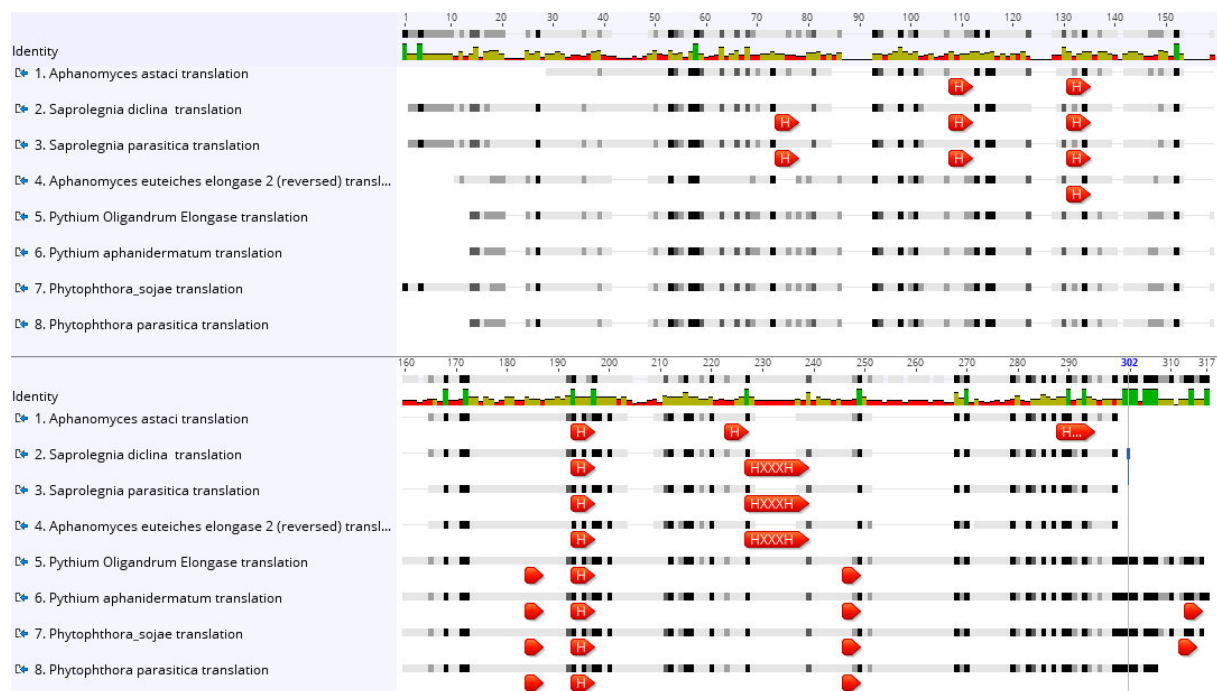 1 10 20 30 40 50 60 70 80 90 100 110 120 130 140 150
Identity
1. Aphanomyces astaci translation
H H
2. Saprolegnia diclina translation
H H H
3. Saprolegnia parasitica translation
H H H
4. Aphanomyces euteiches elongase 2 (reversed) transl...
H
5. Pythium Oligandrum Elongase translation
6. Pythium aphanidermatum translation
7. Phytophthora_sojae translation
8. Phytophthora parasitica translation
160 170 180 190 200 210 220 230 240 250 260 270 280 290 302 310 317
Identity
1. Aphanomyces astaci translation
H H H...
2. Saprolegnia diclina translation
H HXXXH
3. Saprolegnia parasitica translation
H HXXXH
4. Aphanomyces euteiches elongase 2 (reversed) transl...
H HXXXH
5. Pythium Oligandrum Elongase translation
H
6. Pythium aphanidermatum translation
H
7. Phytophthora_sojae translation
H
8. Phytophthora parasitica translation
H